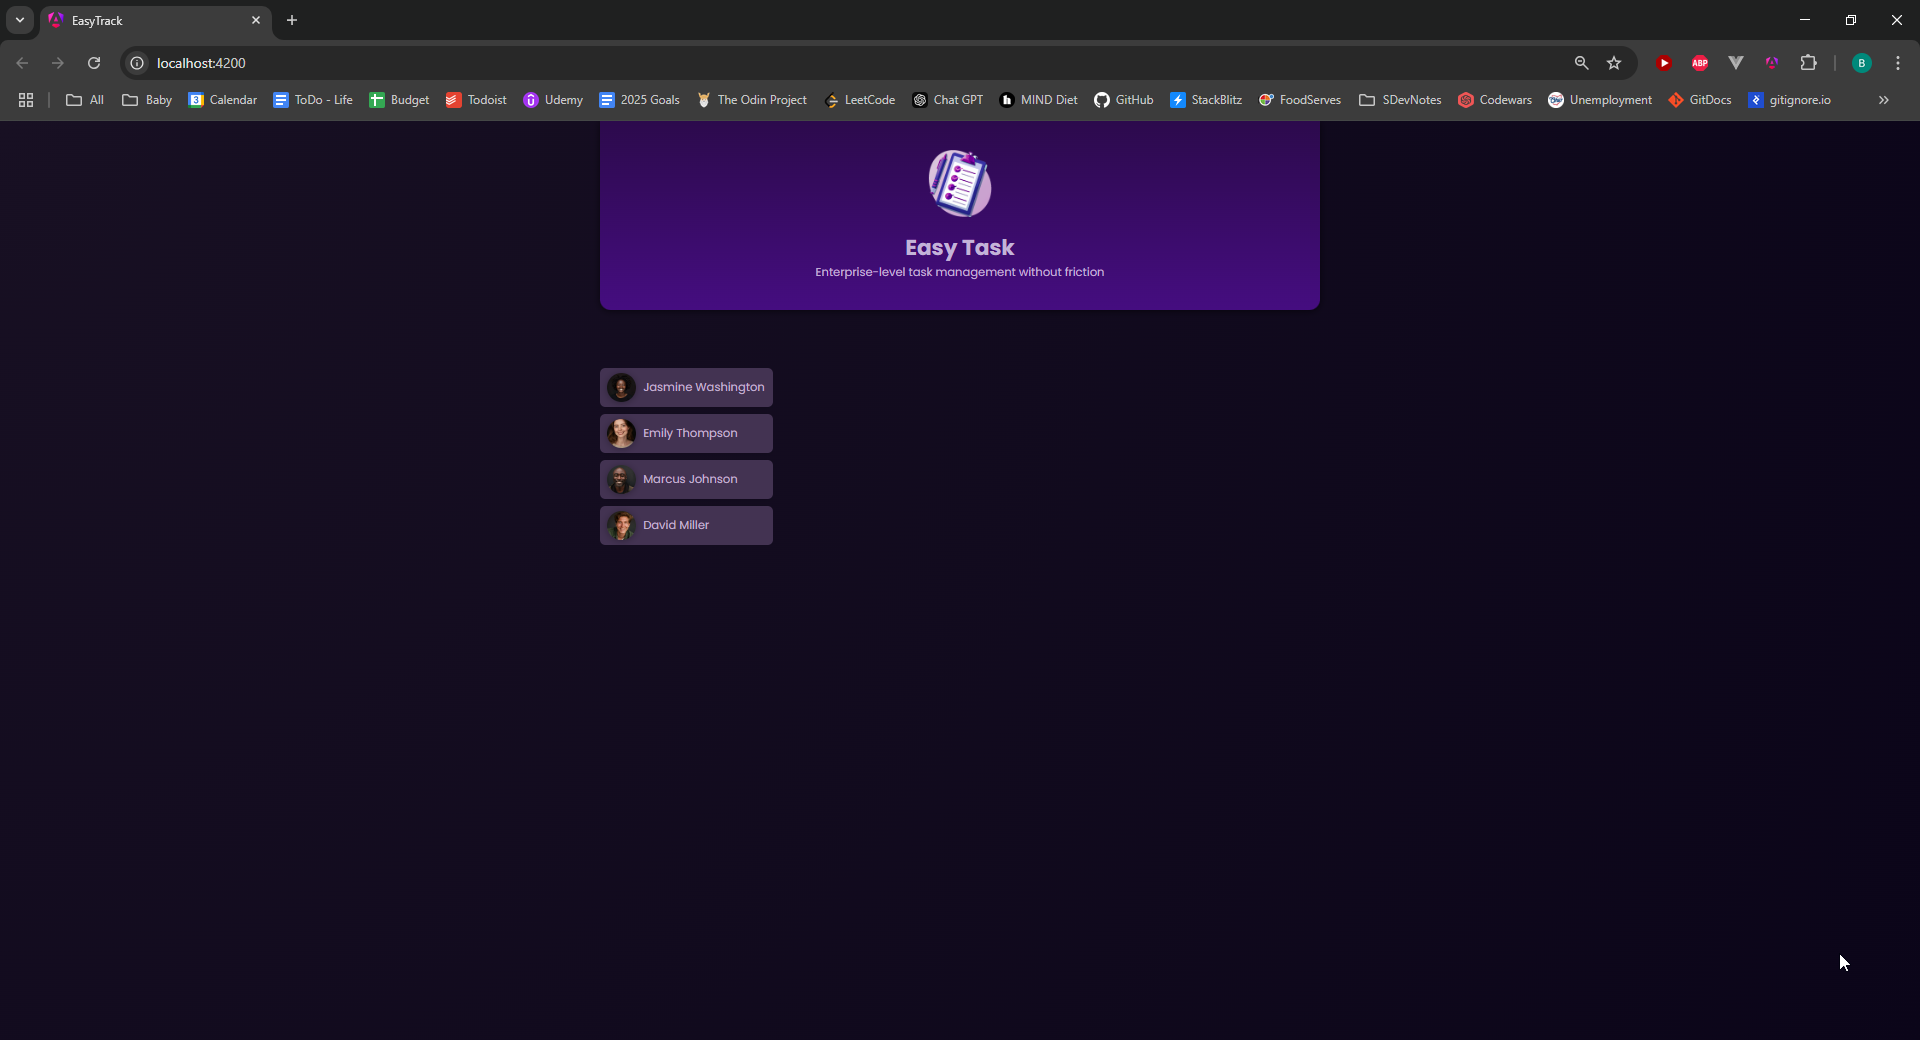 EasyTrack
localhost:4200
ABP
B
All
Baby
3 Calendar
ToDo - Life
Budget
Todoist
Udemy
2025 Goals
The Odin Project
LeetCode
Chat GPT
MIND Diet
GitHub
StackBlitz
FoodServes
SDevNotes
Codewars
Unemployment
GitDocs
gitignore.io
Easy Task
Enterprise-level task management without friction
Jasmine Washington
Emily Thompson
Marcus Johnson
David Miller